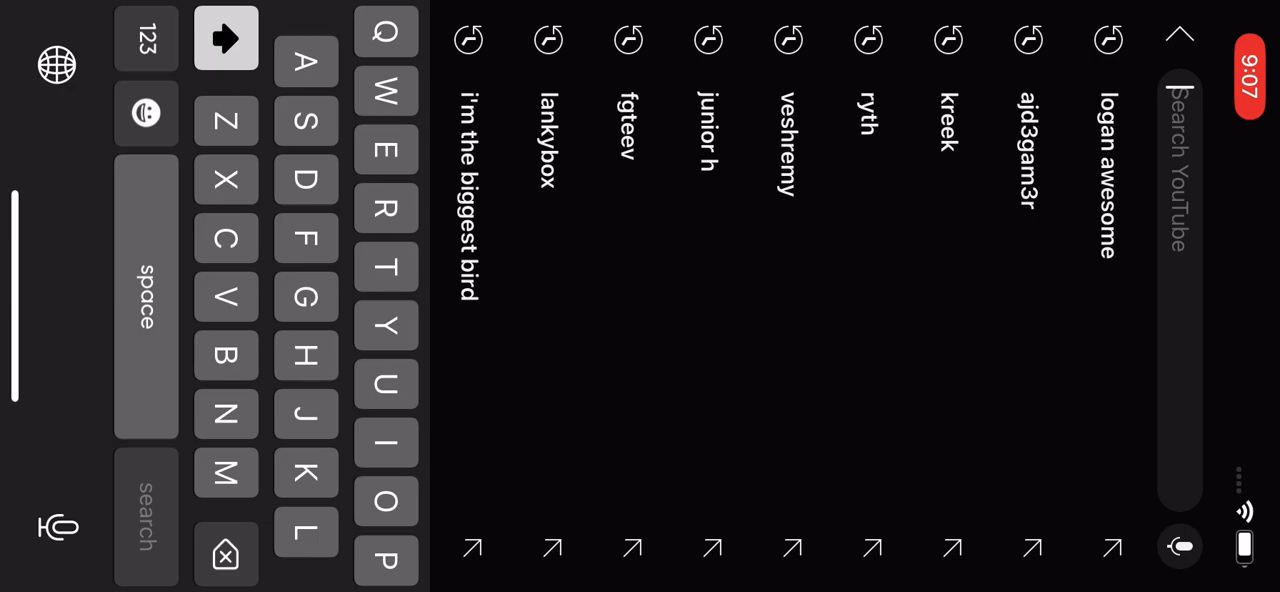 9:07
Search YouTube
logan awesome
ajd3gam3r
kreek
ryth
veshremy
junior h
fgteev
lankybox
i'm the biggest bird
Q W E R T Y U I O P
A S D F G H J K L
Z X C V B N M
123 space search